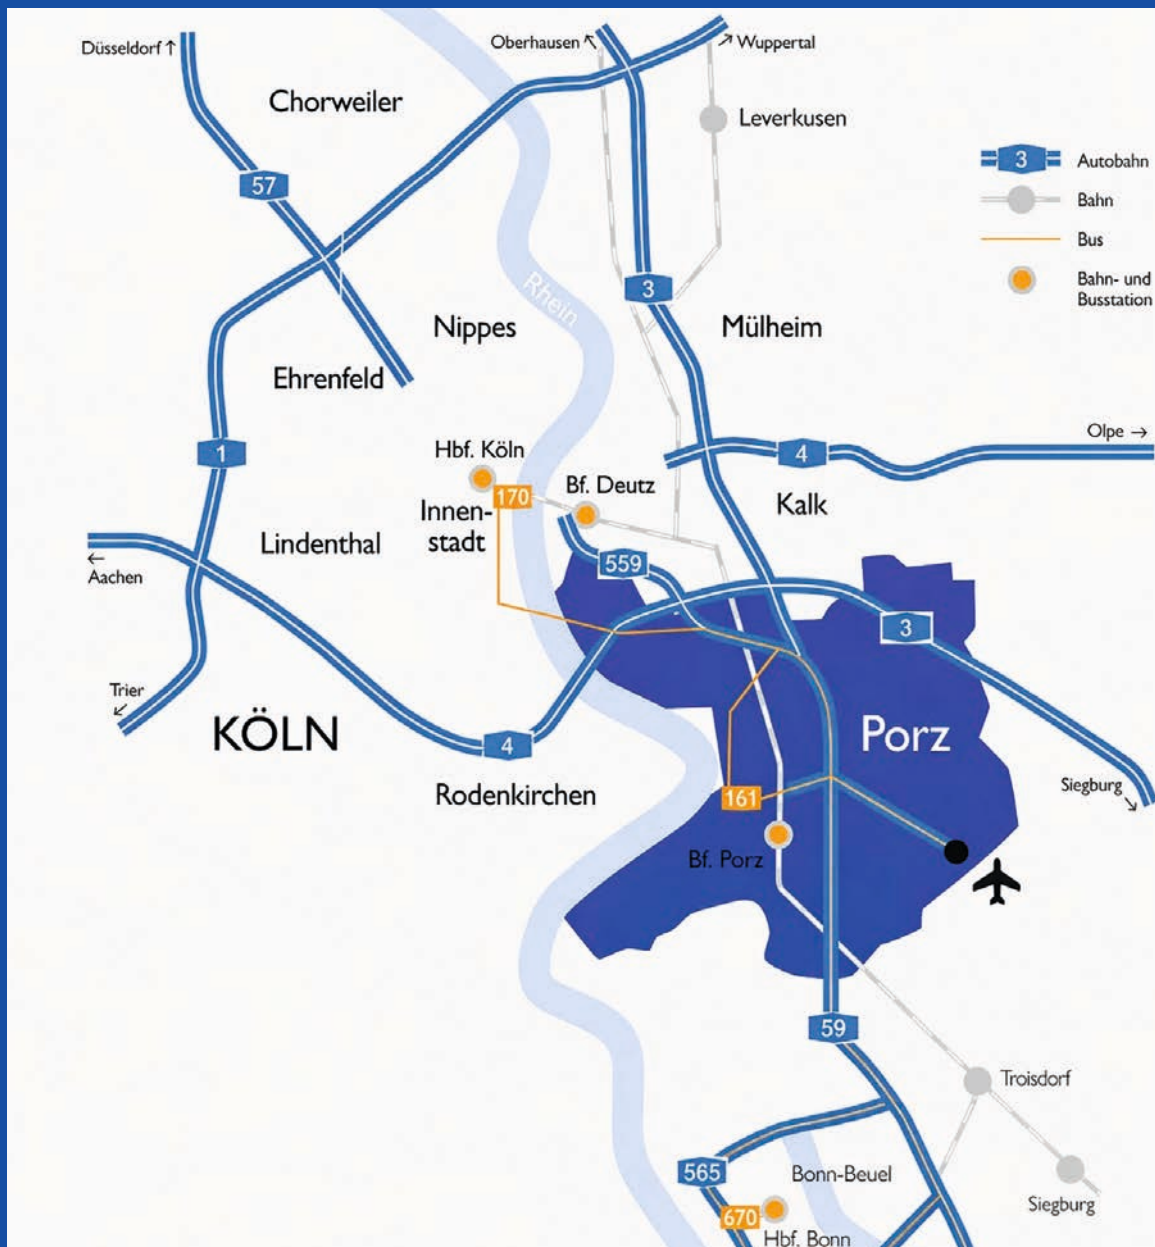 Düsseldorf ↑
Oberhausen ↖
↗ Wuppertal
Chorweiler
Leverkusen
3
Autobahn
57
Bahn
Bus
Bahn- und
Busstation
Rhein
3
Nippes
Mülheim
Ehrenfeld
Olpe →
Hbf. Köln
1
4
Bf. Deutz
170
Innen-
stadt
Kalk
Lindenthal
←
Aachen
559
3
Trier
↙
KÖLN
4
Porz
Rodenkirchen
161
Siegburg
↘
Bf. Porz
59
Troisdorf
565
Bonn-Beuel
Siegburg
670
Hbf. Bonn